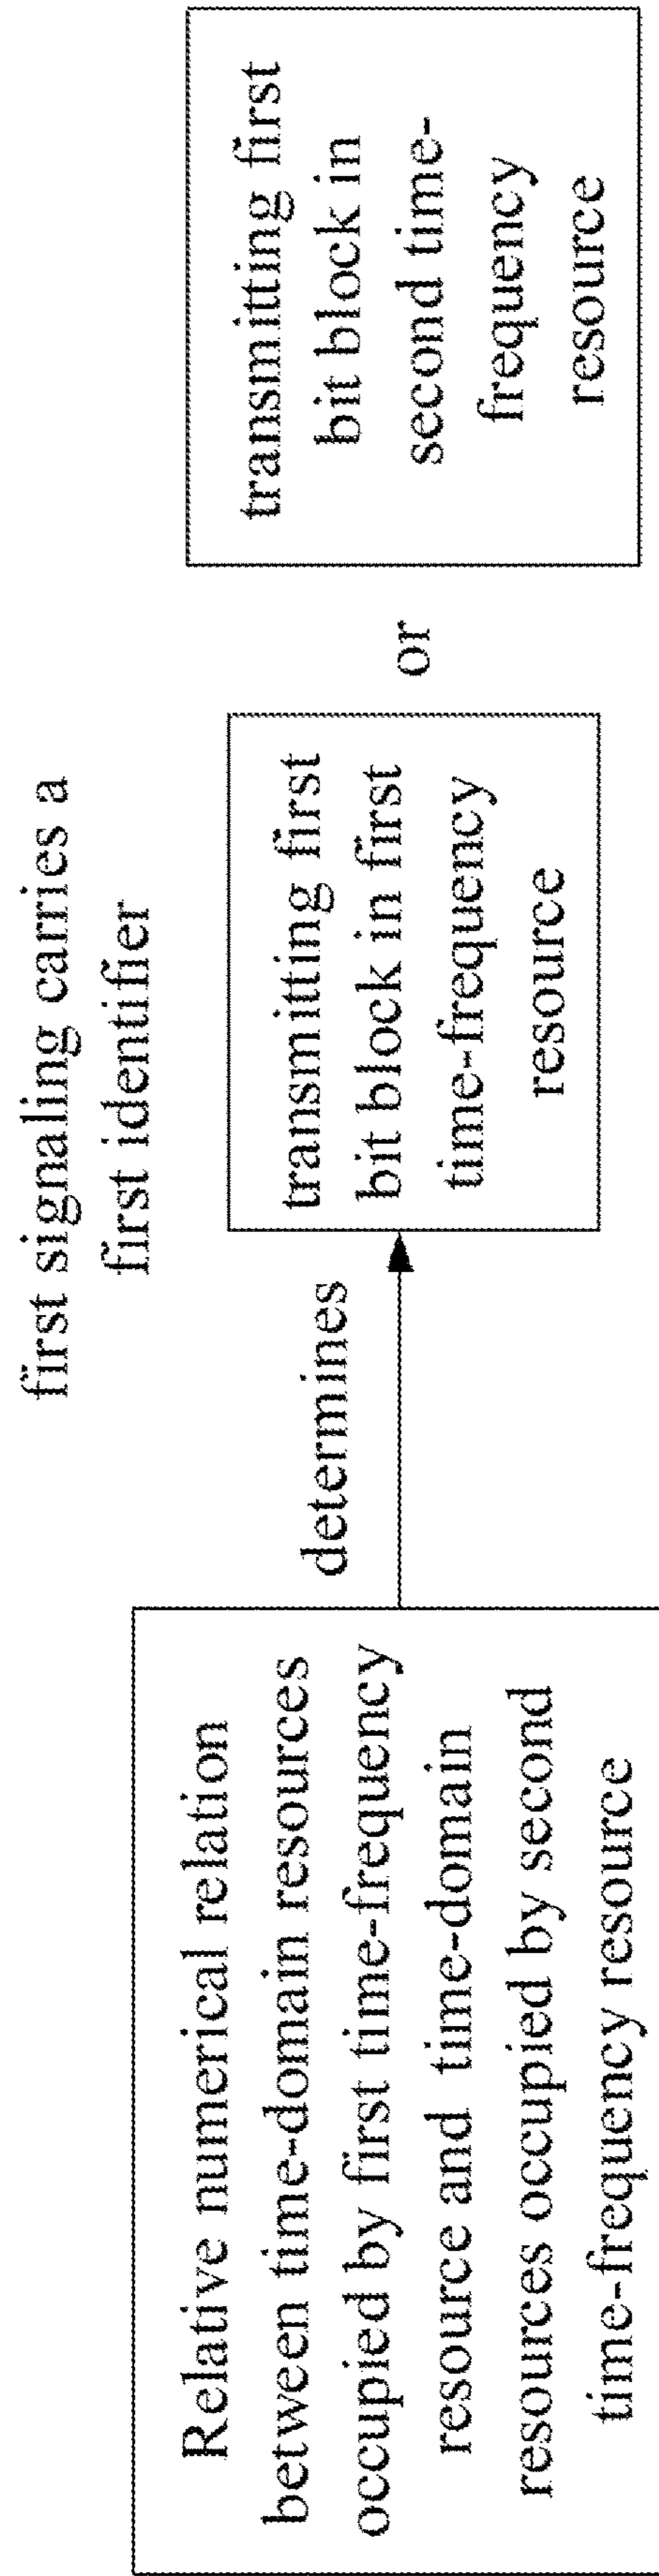 first signaling carries a
first identifier
Relative numerical relation
between time-domain resources
occupied by first time-frequency
resource and time-domain
resources occupied by second
time-frequency resource
determines
transmitting first
bit block in first
time-frequency
resource
or
transmitting first
bit block in
second time-
frequency
resource